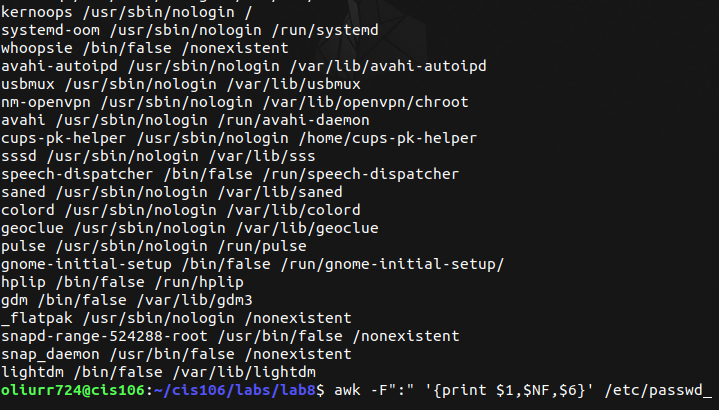 kernoops /usr/sbin/nologin /
systemd-oom /usr/sbin/nologin /run/systemd
whoopsie /bin/false /nonexistent
avahi-autoipd /usr/sbin/nologin /var/lib/avahi-autoipd
usbmux /usr/sbin/nologin /var/lib/usbmux
nm-openvpn /usr/sbin/nologin /var/lib/openvpn/chroot
avahi /usr/sbin/nologin /run/avahi-daemon
cups-pk-helper /usr/sbin/nologin /home/cups-pk-helper
sssd /usr/sbin/nologin /var/lib/sss
speech-dispatcher /bin/false /run/speech-dispatcher
saned /usr/sbin/nologin /var/lib/saned
colord /usr/sbin/nologin /var/lib/colord
geoclue /usr/sbin/nologin /var/lib/geoclue
pulse /usr/sbin/nologin /run/pulse
gnome-initial-setup /bin/false /run/gnome-initial-setup/
hplip /bin/false /run/hplip
gdm /bin/false /var/lib/gdm3
_flatpak /usr/sbin/nologin /nonexistent
snapd-range-524288-root /usr/bin/false /nonexistent
snap_daemon /usr/bin/false /nonexistent
lightdm /bin/false /var/lib/lightdm
oliurr724@cis106:~/cis106/labs/lab8$ awk -F":" '{print $1,$NF,$6}' /etc/passwd_